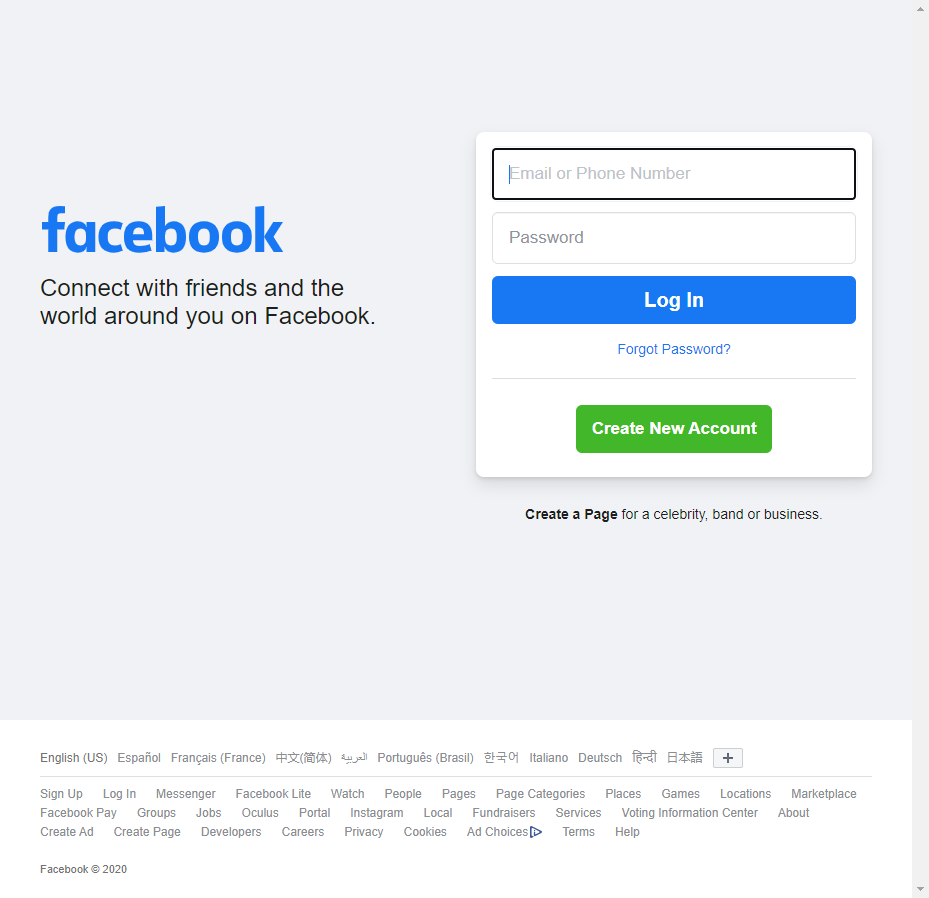 facebook
Connect with friends and the
world around you on Facebook.
Email or Phone Number
Password
Log In
Forgot Password?
Create New Account
Create a Page for a celebrity, band or business.
English (US) Español Français (France) 中文(简体) العربية Português (Brasil) 한국어 Italiano Deutsch हिन्दी 日本語
Sign Up Log In Messenger Facebook Lite Watch People Pages Page Categories Places Games Locations Marketplace
Facebook Pay Groups Jobs Oculus Portal Instagram Local Fundraisers Services Voting Information Center About
Create Ad Create Page Developers Careers Privacy Cookies Ad Choices Terms Help
Facebook © 2020